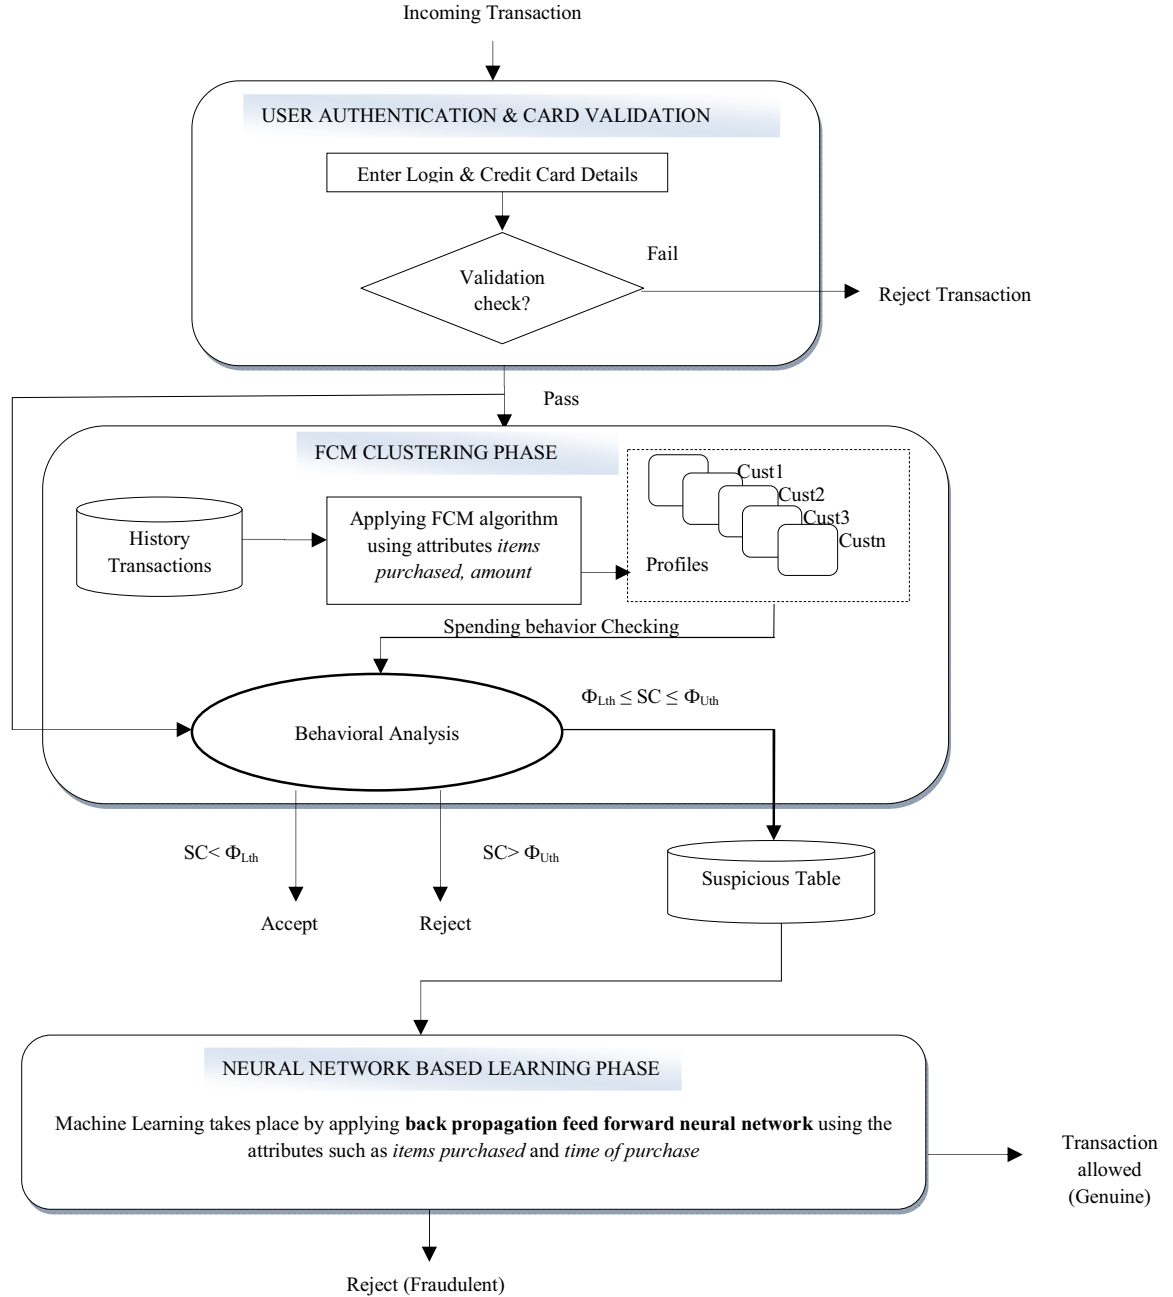 Incoming Transaction
USER AUTHENTICATION & CARD VALIDATION
Enter Login & Credit Card Details
Fail
Validation
check?
Reject Transaction
Pass
FCM CLUSTERING PHASE
Cust1
Cust2
Cust3
Custn
Profiles
History
Transactions
Applying FCM algorithm
using attributes items
purchased, amount
Spending behavior Checking
ΦLth ≤ SC ≤ ΦUth
Behavioral Analysis
SC< ΦLth
SC> ΦUth
Suspicious Table
Accept
Reject
NEURAL NETWORK BASED LEARNING PHASE
Machine Learning takes place by applying back propagation feed forward neural network using the
attributes such as items purchased and time of purchase
Transaction
allowed
(Genuine)
Reject (Fraudulent)